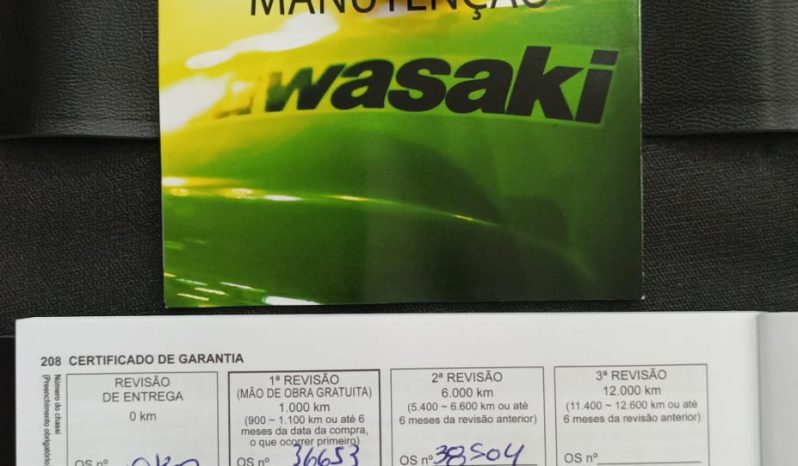 MANUTENÇÃO
wasaki
208 CERTIFICADO DE GARANTIA
Número do chassi
(Preenchimento obrigatório
REVISÃO
DE ENTREGA
0 km
OS nº
1ª REVISÃO
(MÃO DE OBRA GRATUITA)
1.000 km
(900 ~ 1.100 km ou até 6
meses da data da compra,
o que ocorrer primeiro)
OS nº 36653
2ª REVISÃO
6.000 km
(5.400 ~ 6.600 km ou até
6 meses da revisão anterior)
OS nº 38504
3ª REVISÃO
12.000 km
(11.400 ~ 12.600 km ou até
6 meses da revisão anterior)
OS nº